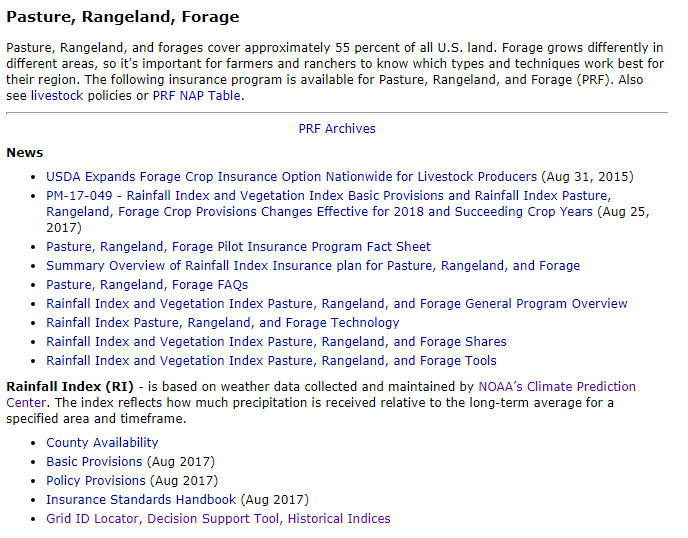 Pasture, Rangeland, Forage
Pasture, Rangeland, and forages cover approximately 55 percent of all U.S. land. Forage grows differently in
different areas, so it's important for farmers and ranchers to know which types and techniques work best for
their region. The following insurance program is available for Pasture, Rangeland, and Forage (PRF). Also
see livestock policies or PRF NAP Table.
PRF Archives
News
• USDA Expands Forage Crop Insurance Option Nationwide for Livestock Producers (Aug 31, 2015)
• PM-17-049 - Rainfall Index and Vegetation Index Basic Provisions and Rainfall Index Pasture,
Rangeland, Forage Crop Provisions Changes Effective for 2018 and Succeeding Crop Years (Aug 25,
2017)
• Pasture, Rangeland, Forage Pilot Insurance Program Fact Sheet
• Summary Overview of Rainfall Index Insurance plan for Pasture, Rangeland, and Forage
• Pasture, Rangeland, Forage FAQs
• Rainfall Index and Vegetation Index Pasture, Rangeland, and Forage General Program Overview
• Rainfall Index Pasture, Rangeland, and Forage Technology
• Rainfall Index and Vegetation Index Pasture, Rangeland, and Forage Shares
• Rainfall Index and Vegetation Index Pasture, Rangeland, and Forage Tools
Rainfall Index (RI) - is based on weather data collected and maintained by NOAA’s Climate Prediction
Center. The index reflects how much precipitation is received relative to the long-term average for a
specified area and timeframe.
• County Availability
• Basic Provisions (Aug 2017)
• Policy Provisions (Aug 2017)
• Insurance Standards Handbook (Aug 2017)
• Grid ID Locator, Decision Support Tool, Historical Indices